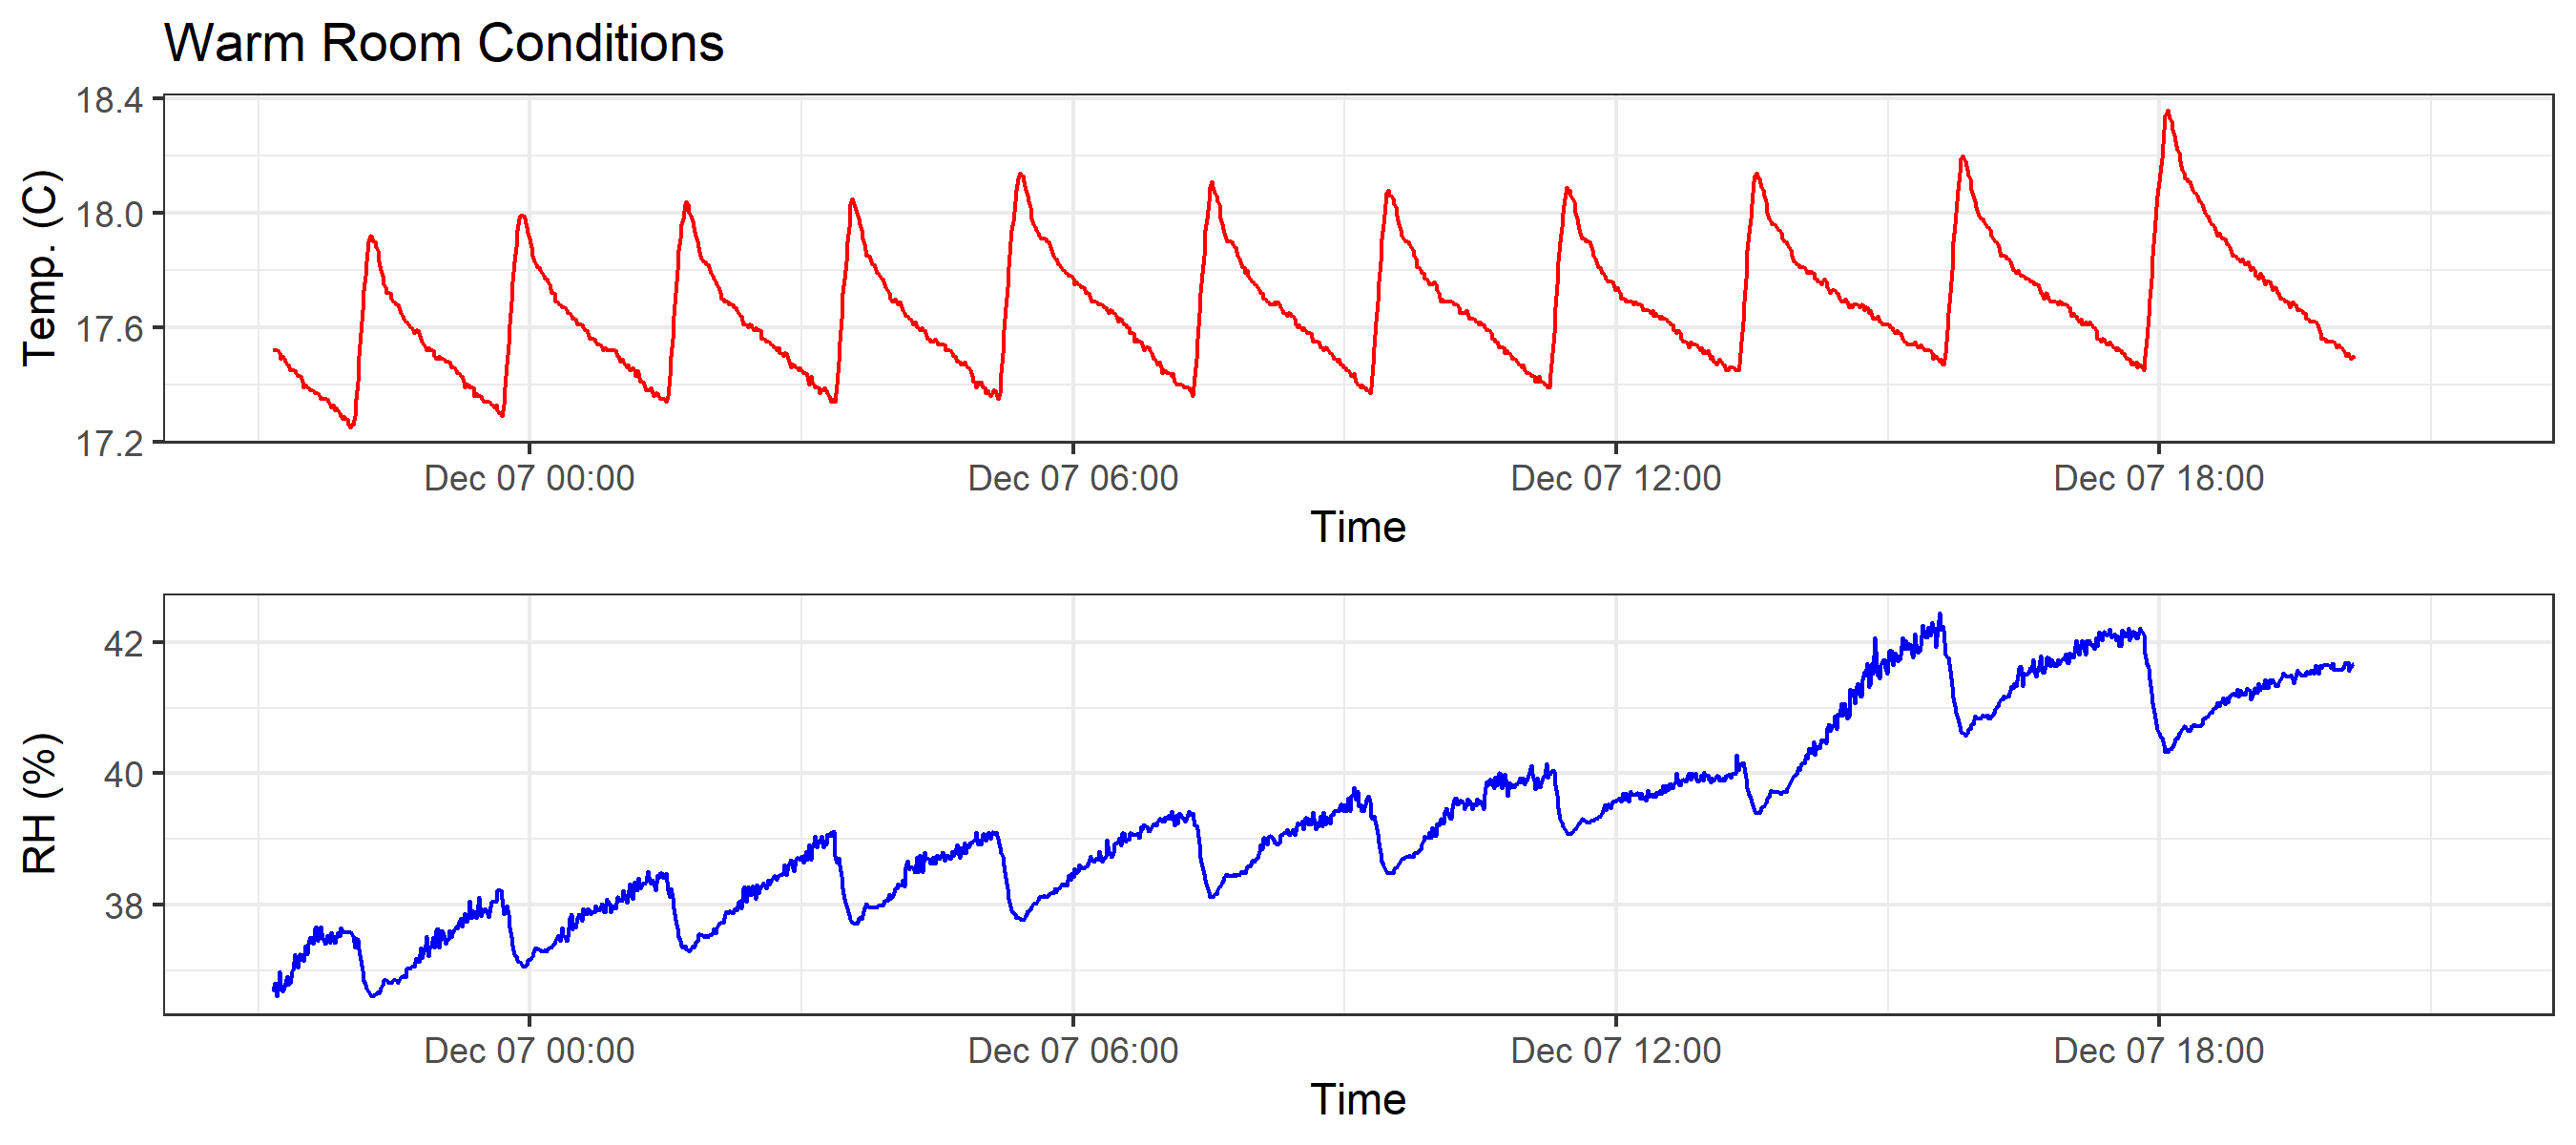 Warm Room Conditions
18.4
18.0
17.6
17.2
Temp. (C)
Dec 07 00:00 Dec 07 06:00 Dec 07 12:00 Dec 07 18:00
Time
42
40
38
RH (%)
Dec 07 00:00 Dec 07 06:00 Dec 07 12:00 Dec 07 18:00
Time